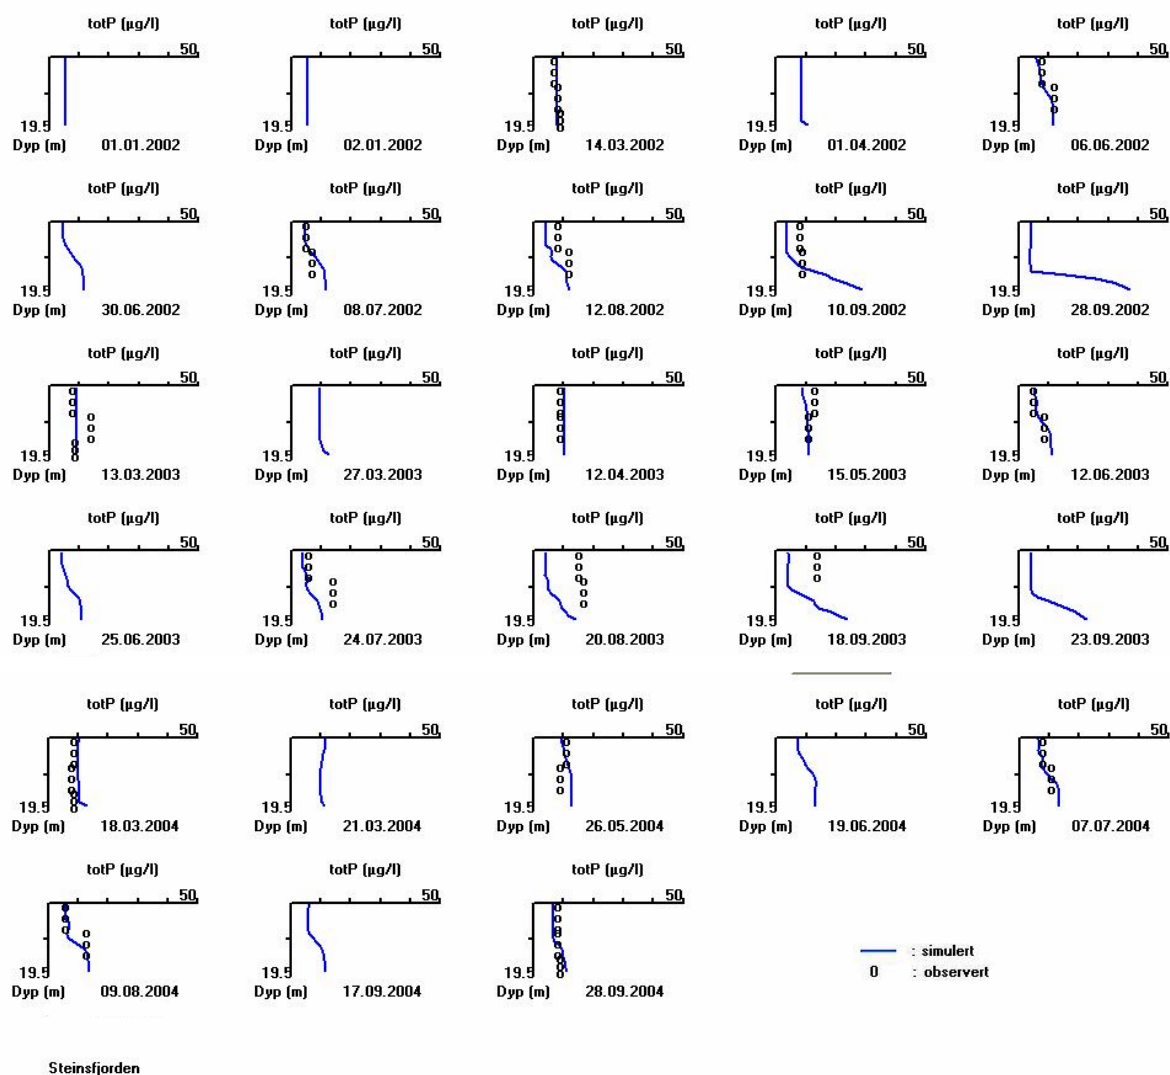 totP (µg/l) totP (µg/l) totP (µg/l) totP (µg/l) totP (µg/l)
50 50 50 50 50
19.5 19.5 19.5 19.5 19.5
Dyp (m) 01.01.2002 Dyp (m) 02.01.2002 Dyp (m) 14.03.2002 Dyp (m) 01.04.2002 Dyp (m) 06.06.2002
totP (µg/l) totP (µg/l) totP (µg/l) totP (µg/l) totP (µg/l)
50 50 50 50 50
19.5 19.5 19.5 19.5 19.5
Dyp (m) 30.06.2002 Dyp (m) 08.07.2002 Dyp (m) 12.08.2002 Dyp (m) 10.09.2002 Dyp (m) 28.09.2002
totP (µg/l) totP (µg/l) totP (µg/l) totP (µg/l) totP (µg/l)
50 50 50 50 50
19.5 19.5 19.5 19.5 19.5
Dyp (m) 13.03.2003 Dyp (m) 27.03.2003 Dyp (m) 12.04.2003 Dyp (m) 15.05.2003 Dyp (m) 12.06.2003
totP (µg/l) totP (µg/l) totP (µg/l) totP (µg/l) totP (µg/l)
50 50 50 50 50
19.5 19.5 19.5 19.5 19.5
Dyp (m) 25.06.2003 Dyp (m) 24.07.2003 Dyp (m) 20.08.2003 Dyp (m) 18.09.2003 Dyp (m) 23.09.2003
totP (µg/l) totP (µg/l) totP (µg/l) totP (µg/l) totP (µg/l)
50 50 50 50 50
19.5 19.5 19.5 19.5 19.5
Dyp (m) 18.03.2004 Dyp (m) 21.03.2004 Dyp (m) 26.05.2004 Dyp (m) 19.06.2004 Dyp (m) 07.07.2004
totP (µg/l) totP (µg/l) totP (µg/l)
50 50 50
19.5 19.5 19.5
Dyp (m) 09.08.2004 Dyp (m) 17.09.2004 Dyp (m) 28.09.2004
: simulert
0 : observert
Steinsfjorden